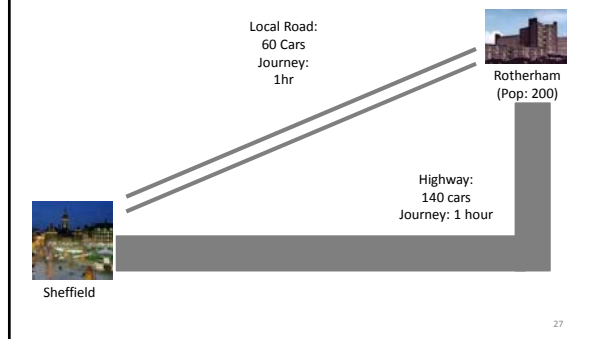 Local Road:
60 Cars
Journey:
1hr
Rotherham
(Pop: 200)
Highway:
140 cars
Journey: 1 hour
Sheffield
27